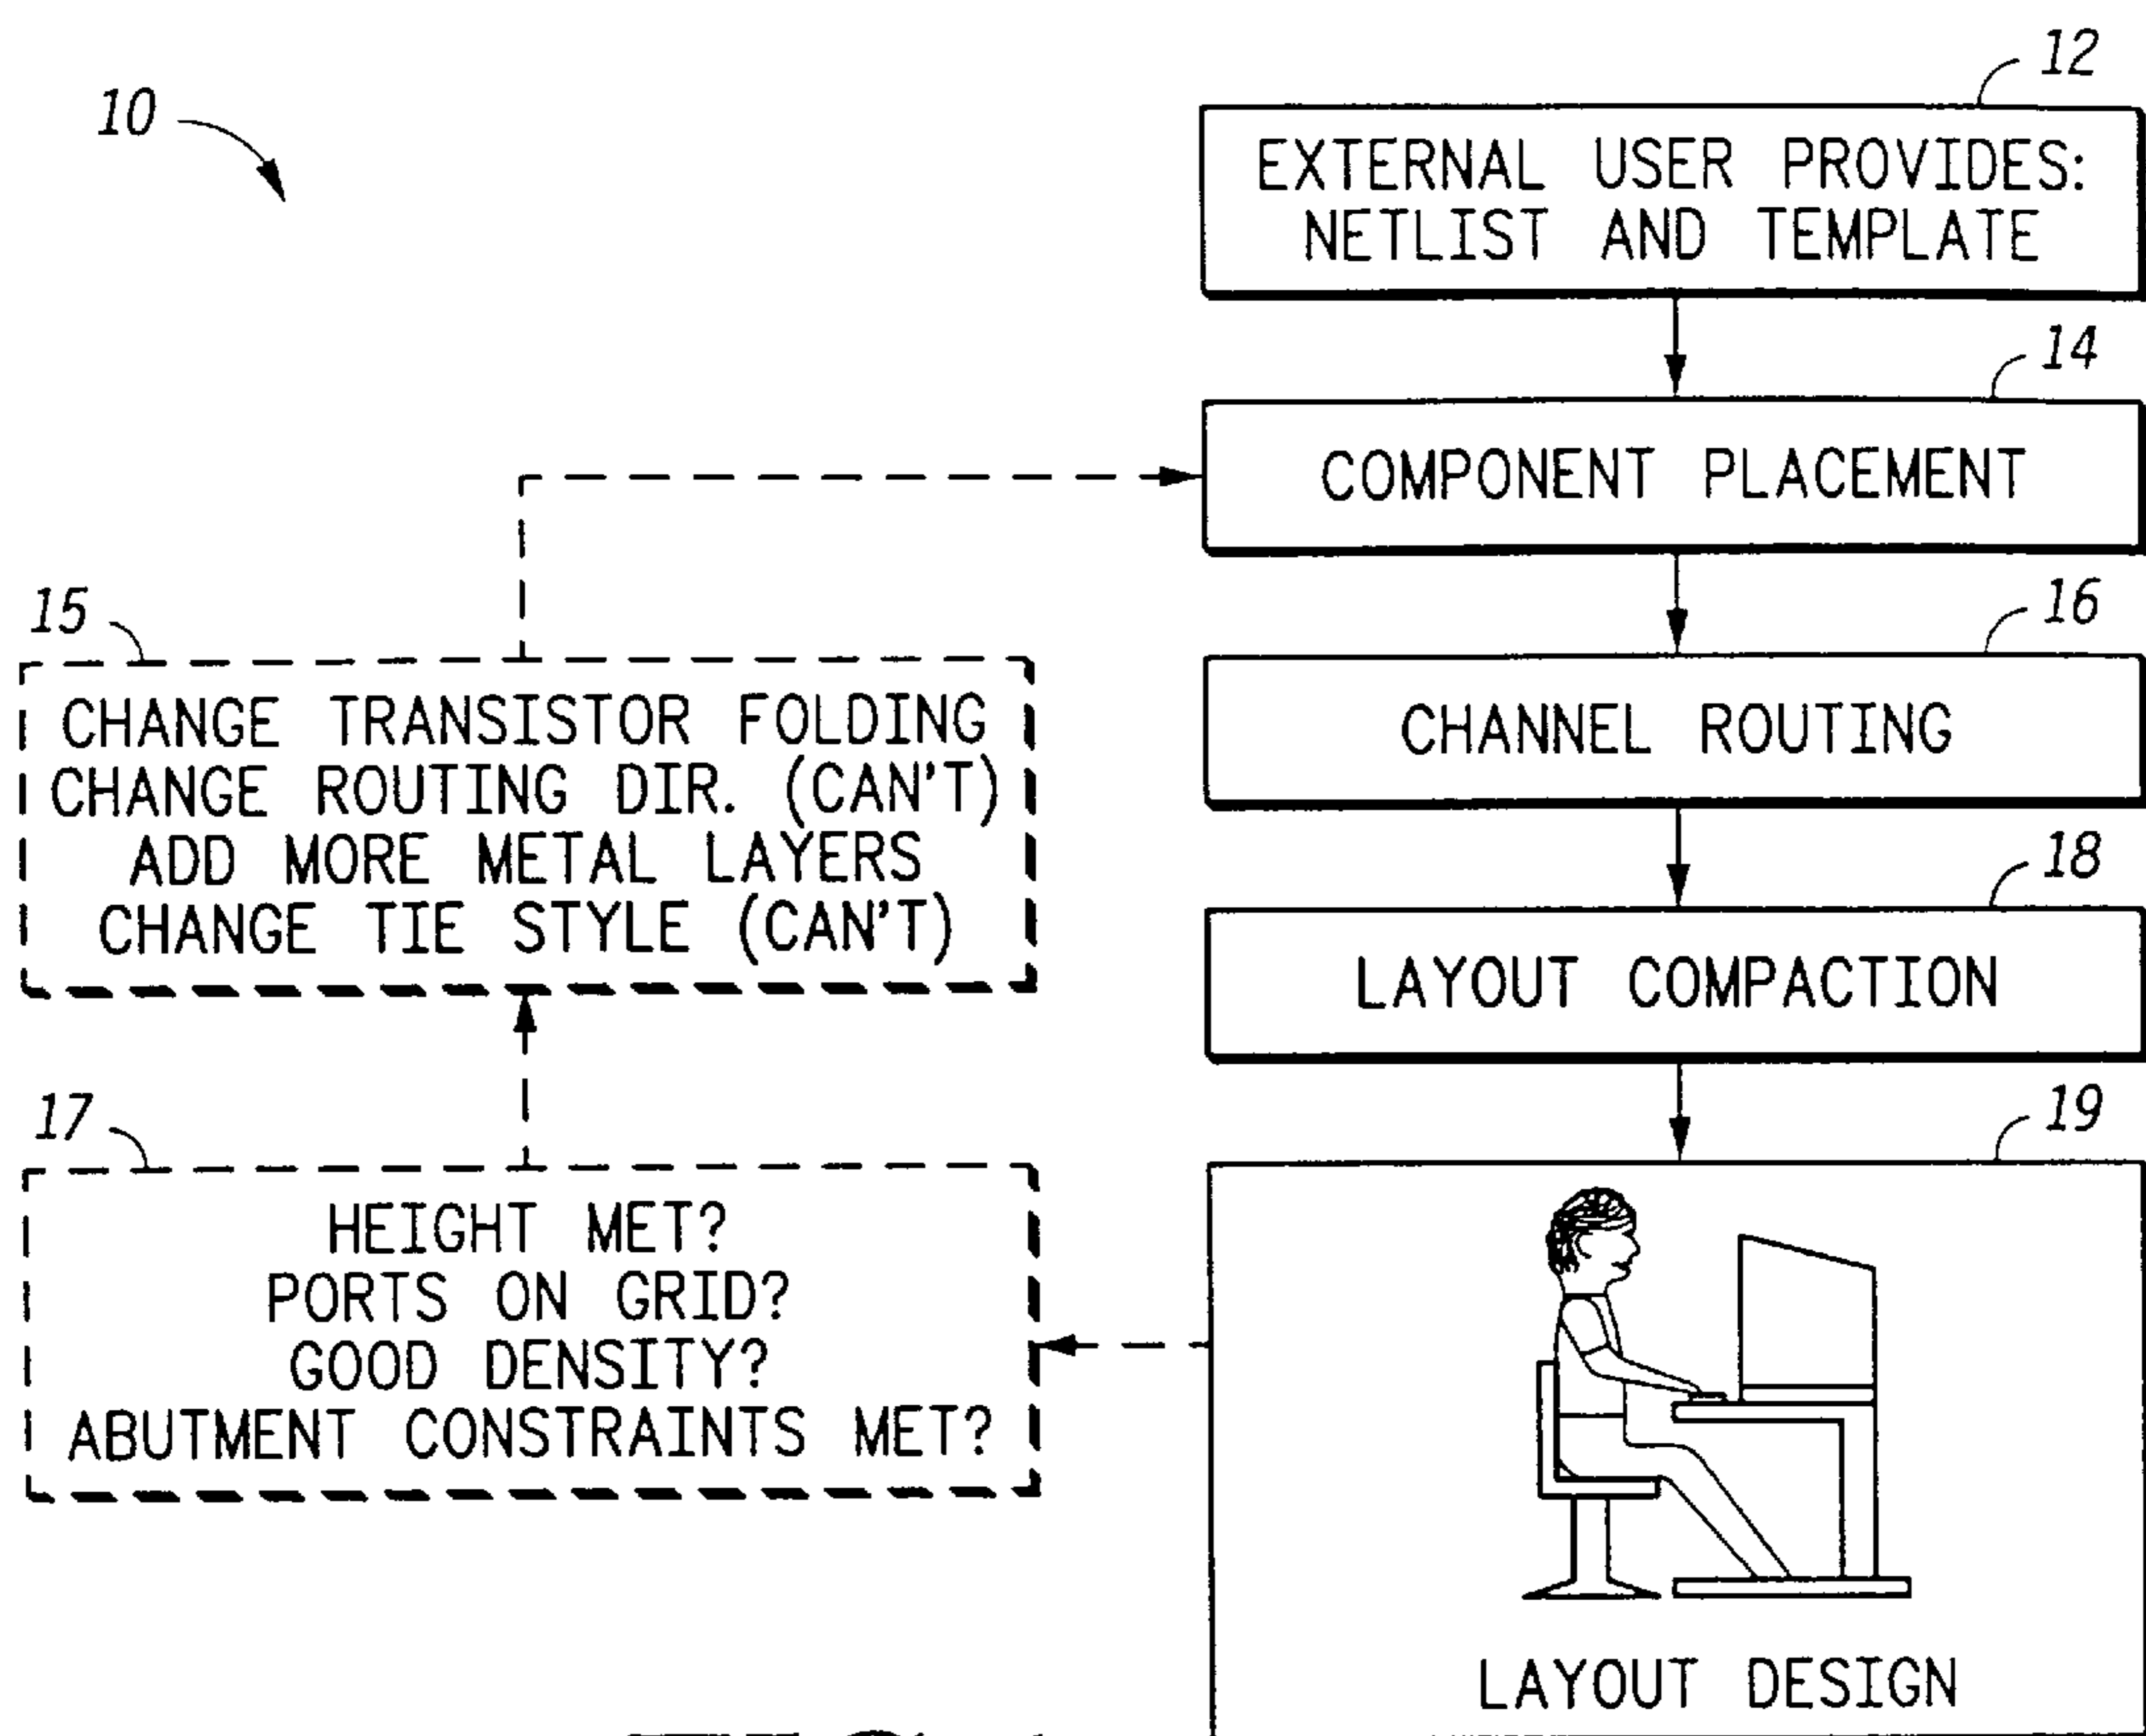 10
12
EXTERNAL USER PROVIDES:
NETLIST AND TEMPLATE
14
COMPONENT PLACEMENT
15
CHANGE TRANSISTOR FOLDING
CHANGE ROUTING DIR. (CAN'T)
ADD MORE METAL LAYERS
CHANGE TIE STYLE (CAN'T)
16
CHANNEL ROUTING
18
LAYOUT COMPACTION
17
HEIGHT MET?
PORTS ON GRID?
GOOD DENSITY?
ABUTMENT CONSTRAINTS MET?
19
LAYOUT DESIGN